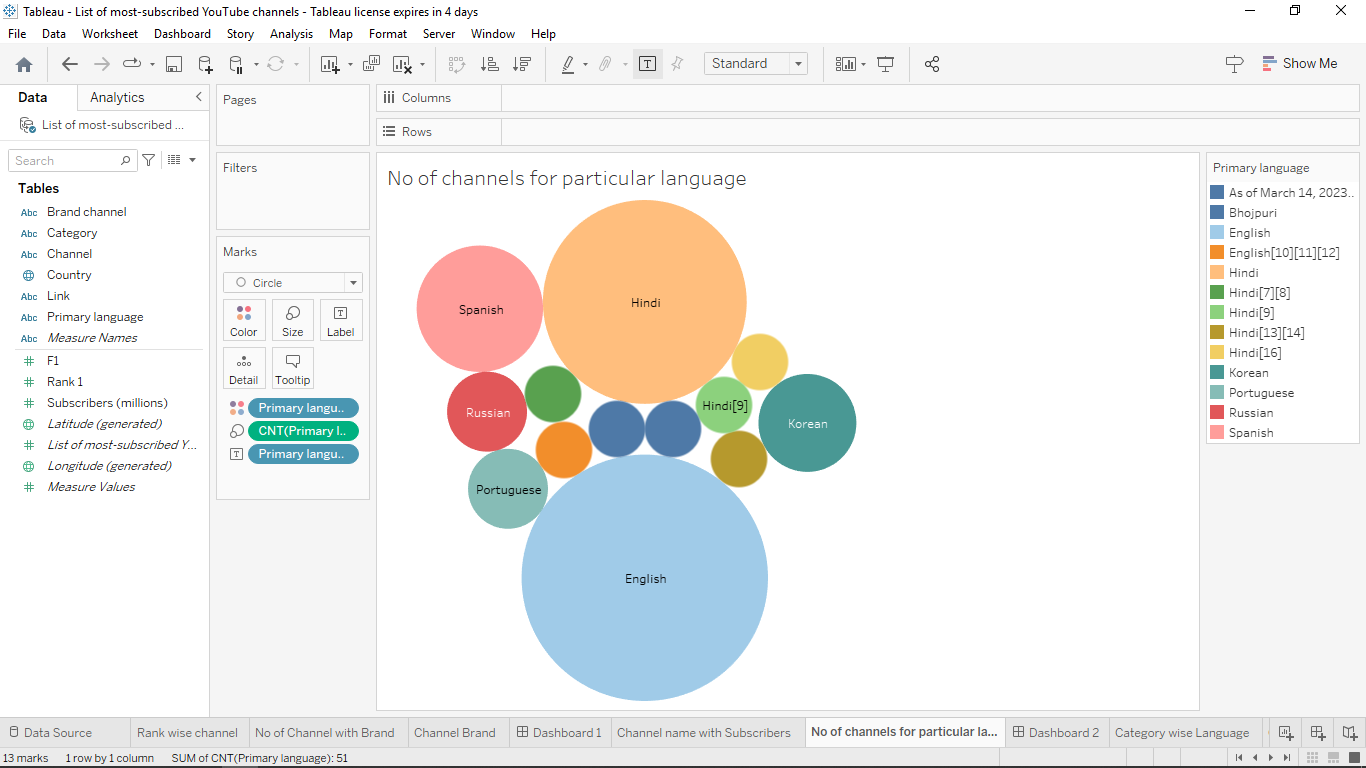 Tableau - List of most-subscribed YouTube channels - Tableau license expires in 4 days
File Data Worksheet Dashboard Story Analysis Map Format Server Window Help
Standard
Show Me
Data Analytics
List of most-subscribed ...
Search
Tables
Abc Brand channel
Abc Category
Abc Channel
Country
Abc Link
Abc Primary language
Abc Measure Names
F1
Rank 1
Subscribers (millions)
Latitude (generated)
List of most-subscribed Y...
Longitude (generated)
Measure Values
Pages
Filters
Marks
Circle
Color Size Label
Detail Tooltip
Primary langu..
CNT(Primary l..
Primary langu..
Columns
Rows
No of channels for particular language
Hindi
Spanish
Russian
Hindi[9]
Korean
Portuguese
English
Primary language
As of March 14, 2023..
Bhojpuri
English
English[10][11][12]
Hindi
Hindi[7][8]
Hindi[9]
Hindi[13][14]
Hindi[16]
Korean
Portuguese
Russian
Spanish
Data Source Rank wise channel No of Channel with Brand Channel Brand Dashboard 1 Channel name with Subscribers No of channels for particular la... Dashboard 2 Category wise Language
13 marks 1 row by 1 column SUM of CNT(Primary language): 51